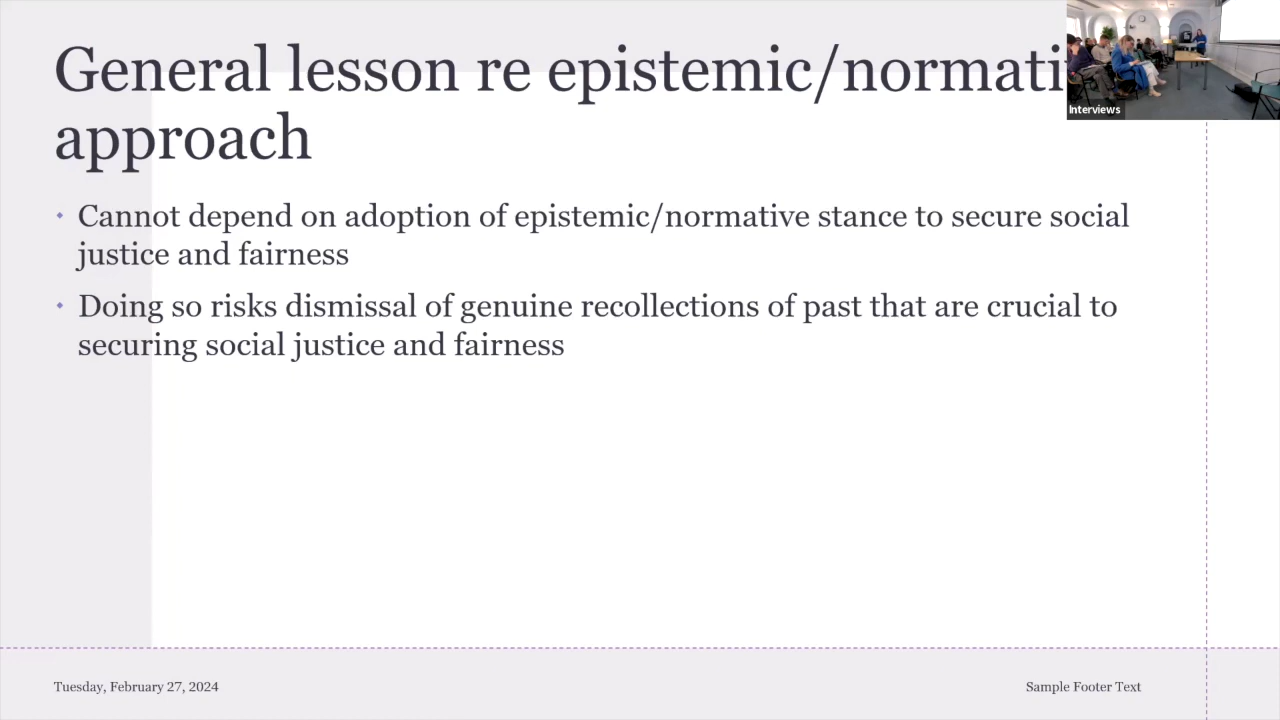 General lesson re epistemic/normati
approach
Interviews
Cannot depend on adoption of epistemic/normative stance to secure social
justice and fairness
Doing so risks dismissal of genuine recollections of past that are crucial to
securing social justice and fairness
Tuesday, February 27, 2024
Sample Footer Text